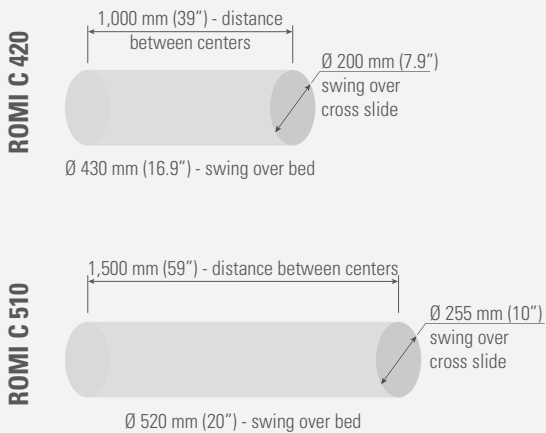 ROMI C 420
1,000 mm (39″) - distance
between centers
Ø 200 mm (7.9″)
swing over
cross slide
Ø 430 mm (16.9″) - swing over bed
ROMI C 510
1,500 mm (59″) - distance between centers
Ø 255 mm (10″)
swing over
cross slide
Ø 520 mm (20″) - swing over bed